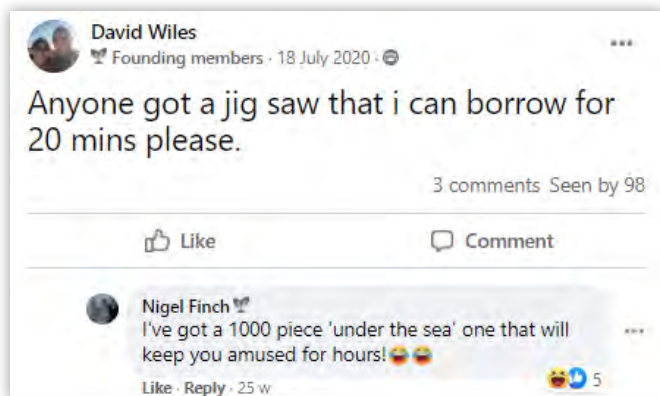 David Wiles
Founding members · 18 July 2020 ·
Anyone got a jig saw that i can borrow for
20 mins please.
3 comments Seen by 98
Like Comment
Nigel Finch
I've got a 1000 piece 'under the sea' one that will
keep you amused for hours!😂😂
Like · Reply · 25 w
5